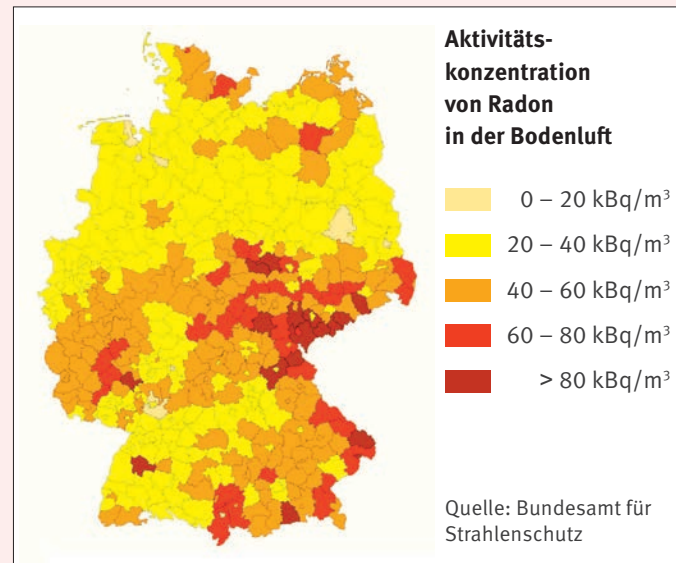 Aktivitäts-
konzentration
von Radon
in der Bodenluft
0 – 20 kBq/m³
20 – 40 kBq/m³
40 – 60 kBq/m³
60 – 80 kBq/m³
> 80 kBq/m³
Quelle: Bundesamt für
Strahlenschutz